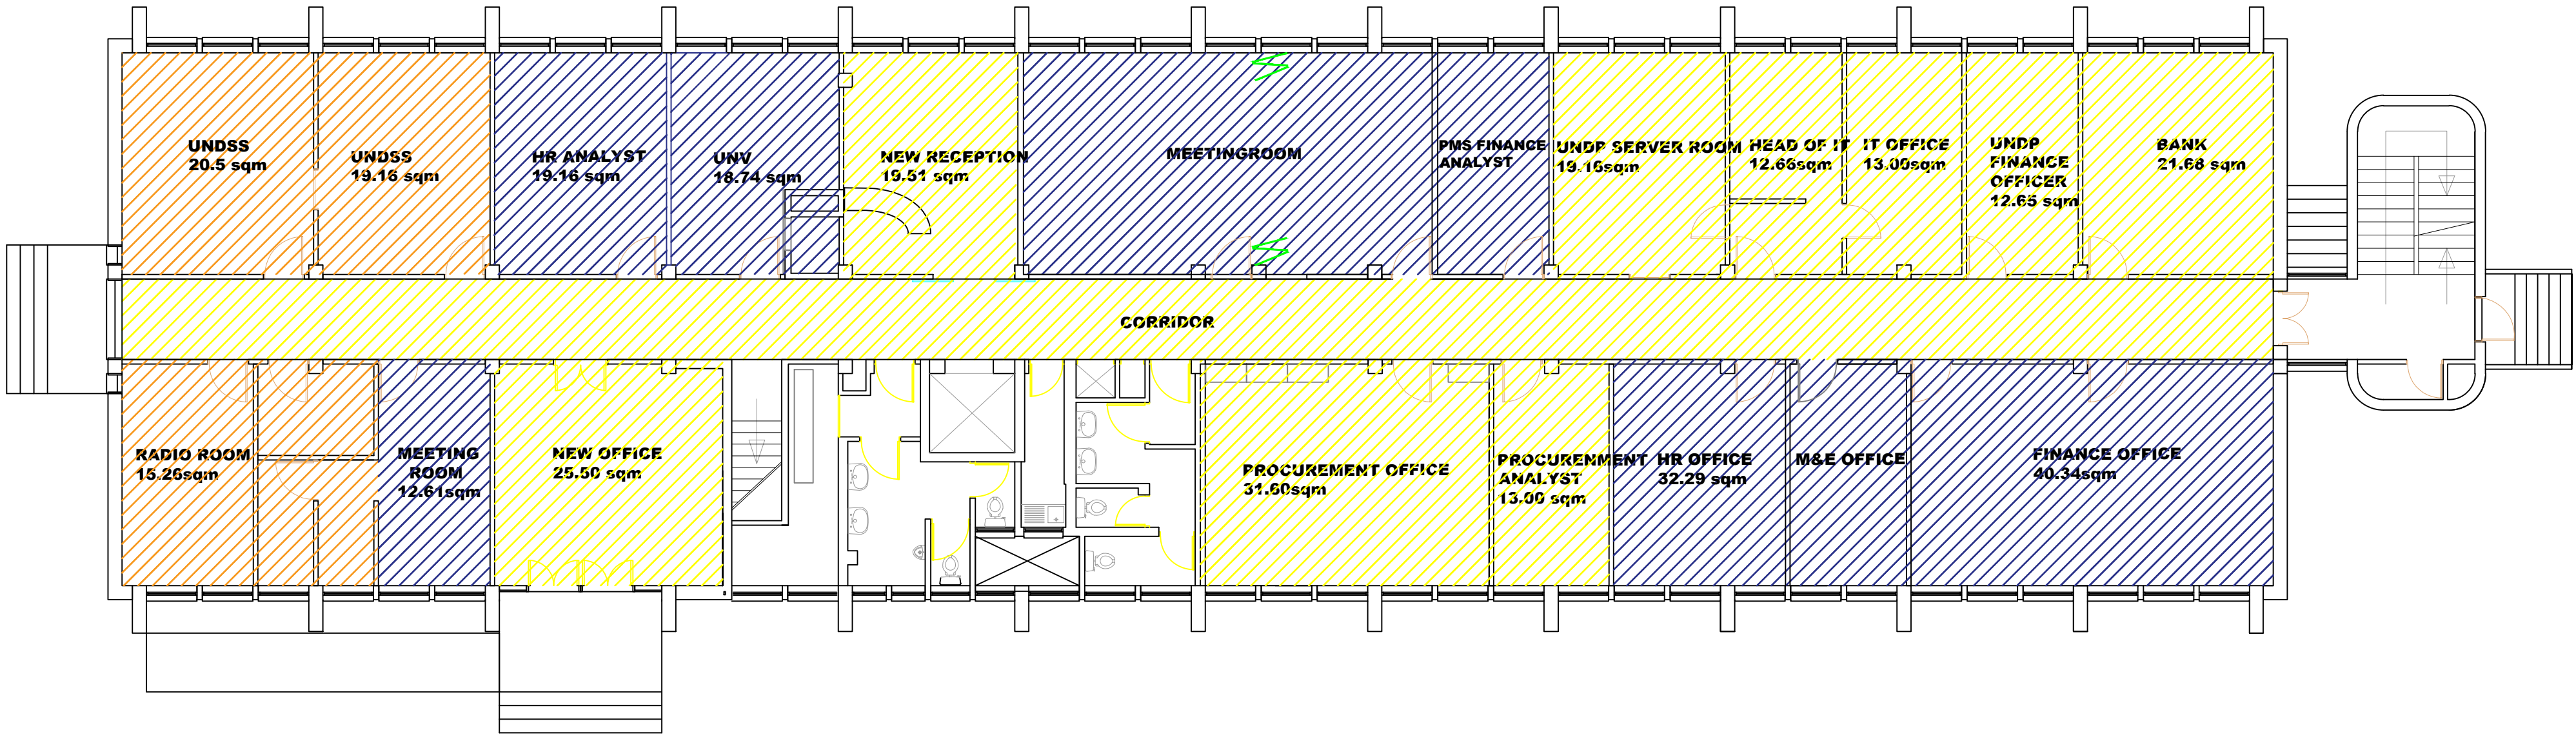 UNDSS
20.5 sqm
UNDSS
19.16 sqm
HR ANALYST
19.16 sqm
UNV
18.74 sqm
NEW RECEPTION
19.51 sqm
MEETINGROOM
PMS FINANCE
ANALYST
UNDP SERVER ROOM
19.16sqm
HEAD OF IT
12.66sqm
IT OFFICE
13.00sqm
UNDP
FINANCE
OFFICER
12.65 sqm
BANK
21.68 sqm
CORRIDOR
RADIO ROOM
15.26sqm
MEETING
ROOM
12.61sqm
NEW OFFICE
25.50 sqm
PROCUREMENT OFFICE
31.60sqm
PROCURENMENT
ANALYST
13.00 sqm
HR OFFICE
32.29 sqm
M&E OFFICE
FINANCE OFFICE
40.34sqm